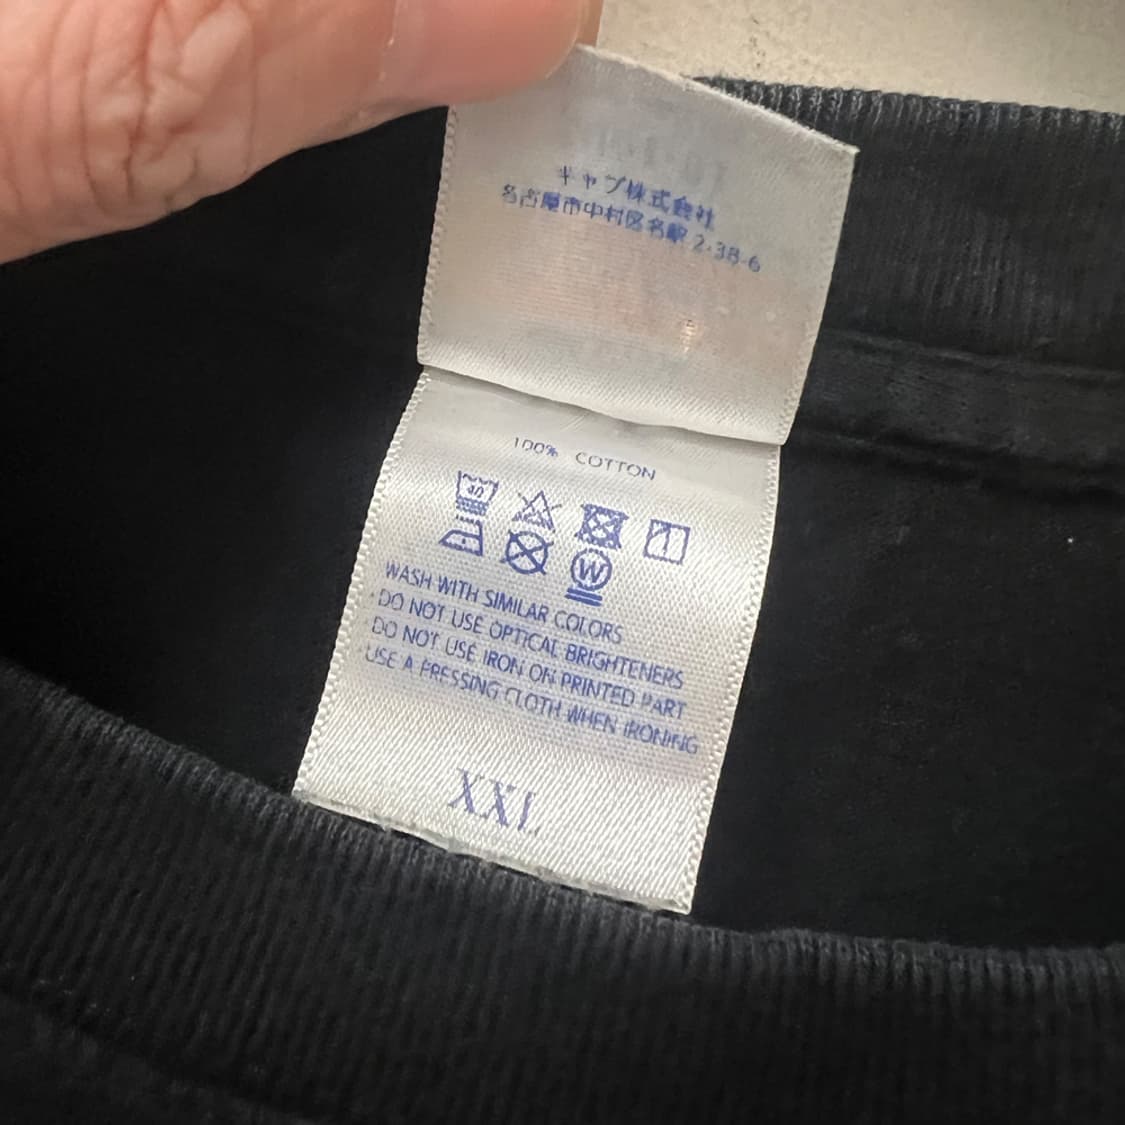 キャプ株式会社
名古屋市中村区名駅 2-38-6
100% COTTON
40
W
WASH WITH SIMILAR COLORS
・DO NOT USE OPTICAL BRIGHTENERS
・DO NOT USE IRON ON PRINTED PART
・USE A PRESSING CLOTH WHEN IRONING
XXL